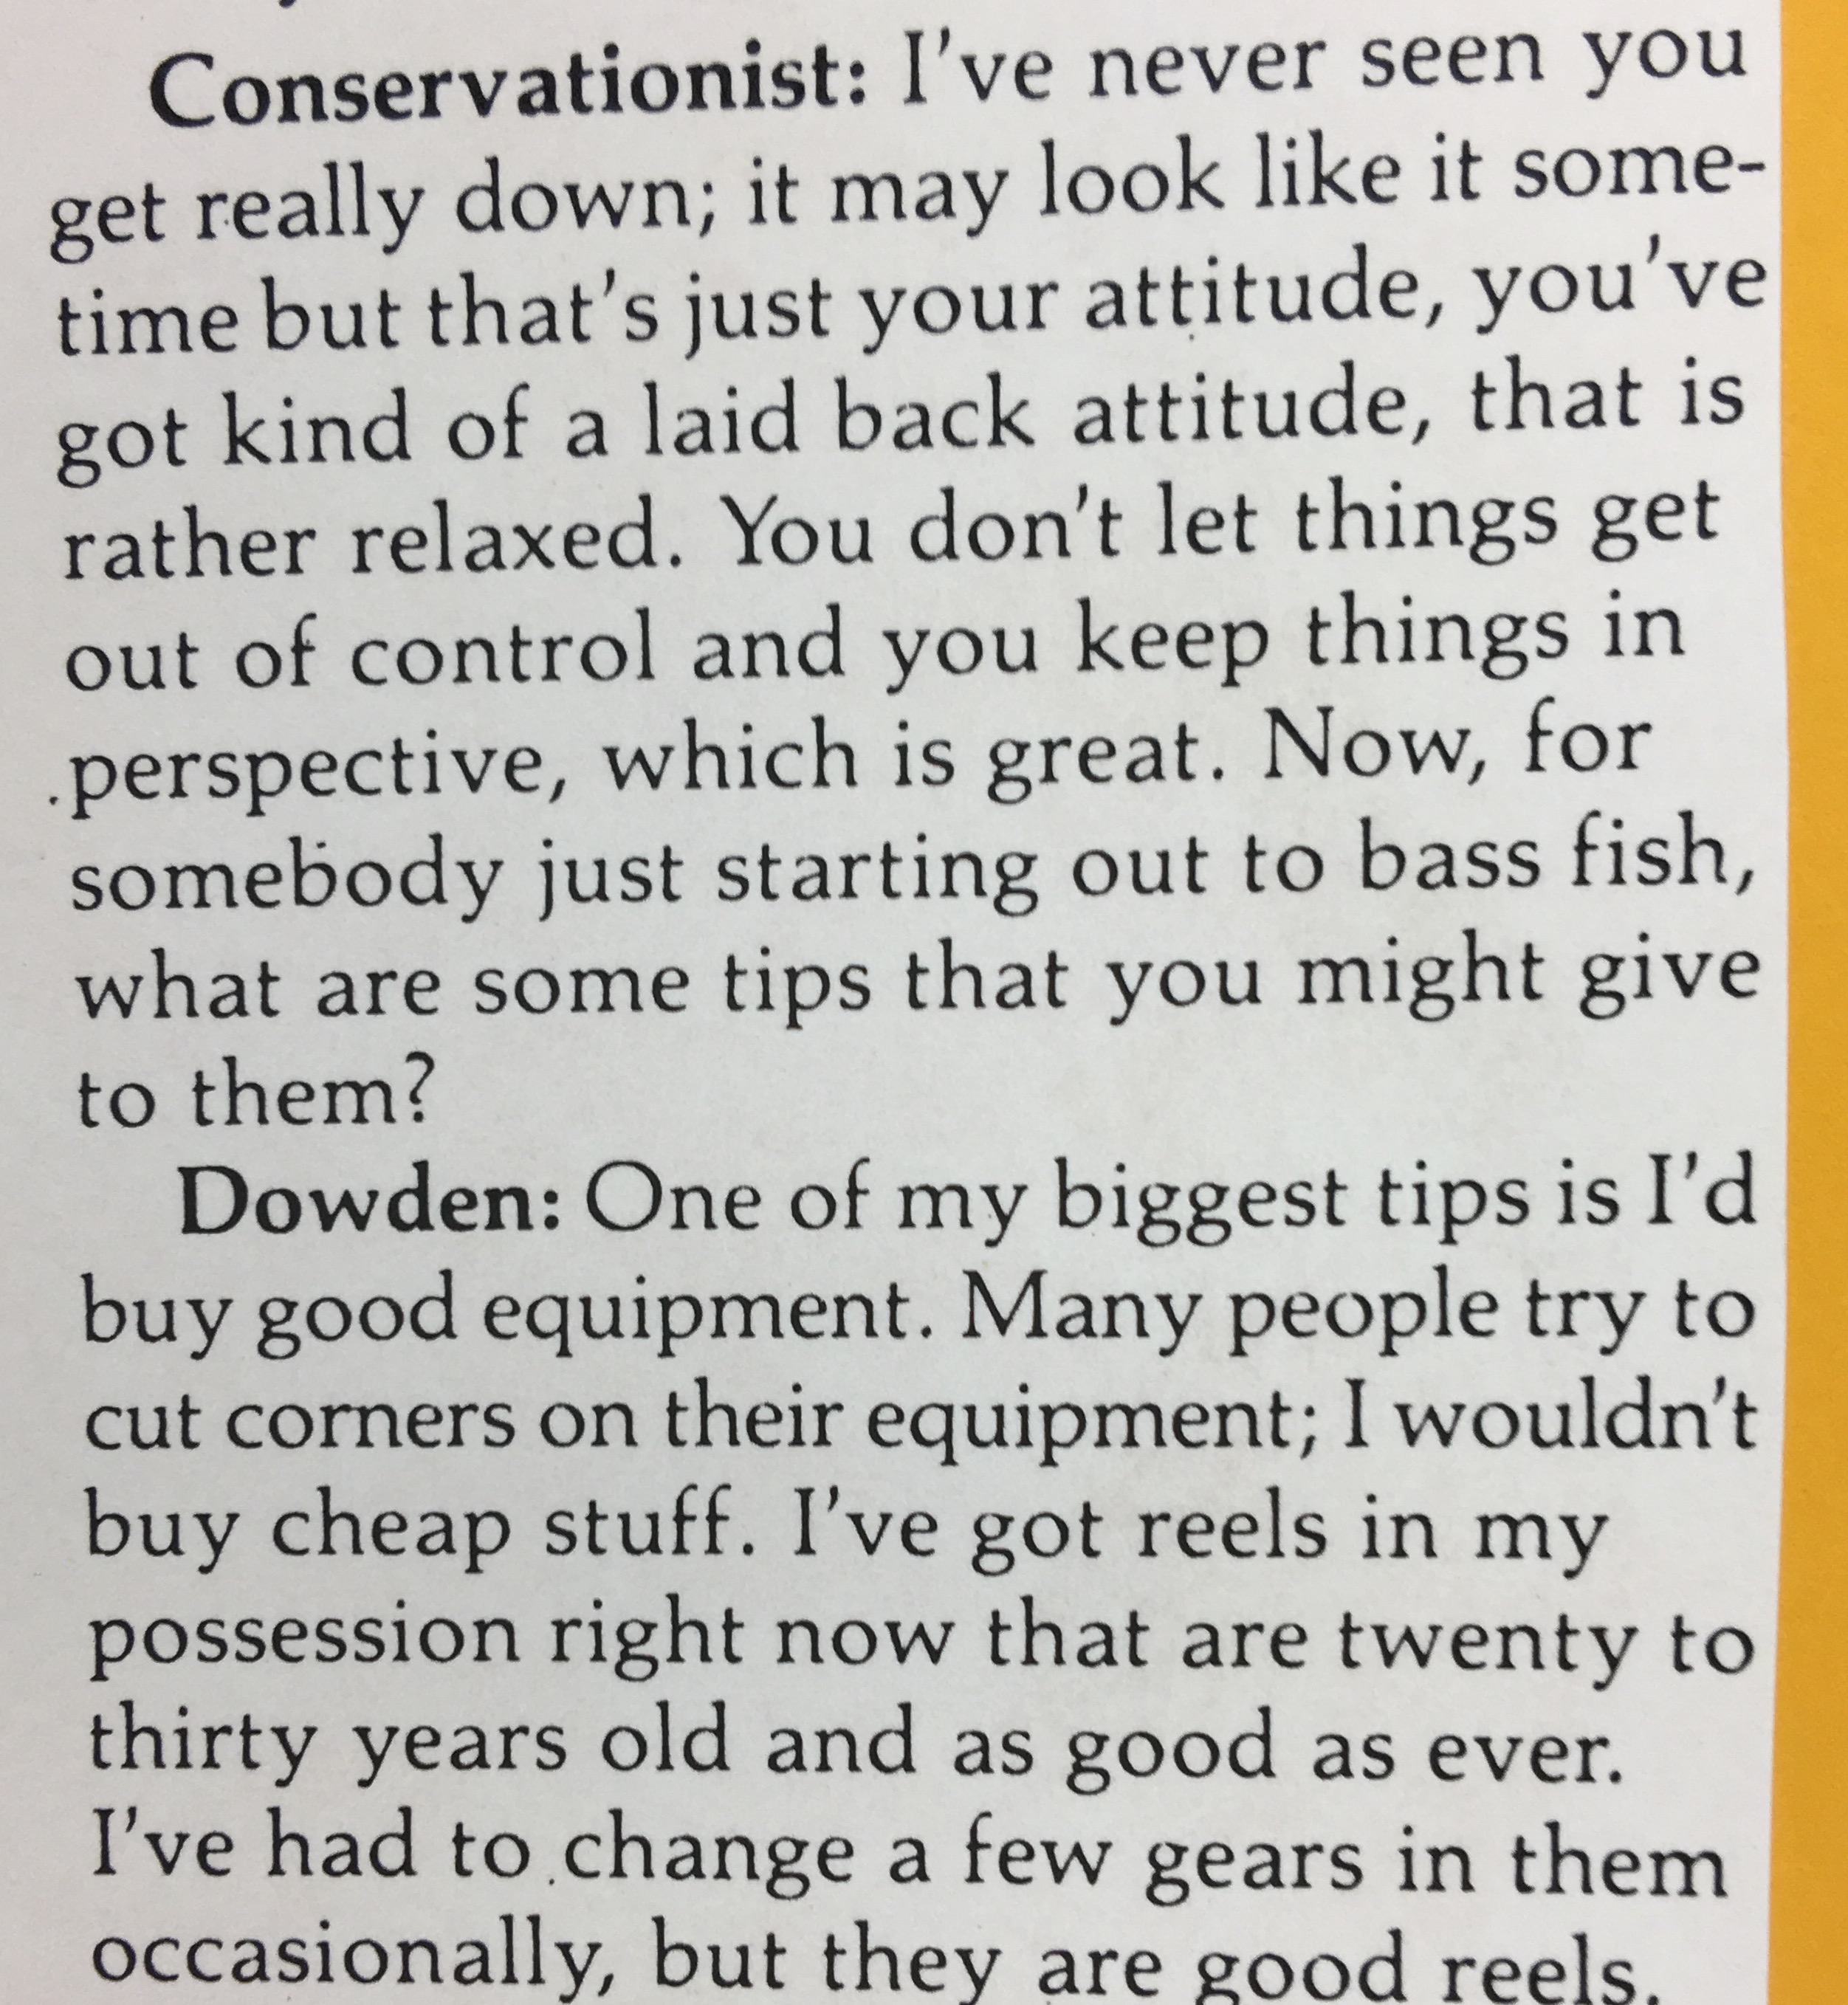 Conservationist: I've never seen you
get really down; it may look like it some-
time but that's just your attitude, you've
got kind of a laid back attitude, that is
rather relaxed. You don't let things get
out of control and you keep things in
perspective, which is great. Now, for
somebody just starting out to bass fish,
what are some tips that you might give
to them?
Dowden: One of my biggest tips is I'd
buy good equipment. Many people try to
cut corners on their equipment; I wouldn't
buy cheap stuff. I've got reels in my
possession right now that are twenty to
thirty years old and as good as ever.
I've had to change a few gears in them
occasionally, but they are good reels.